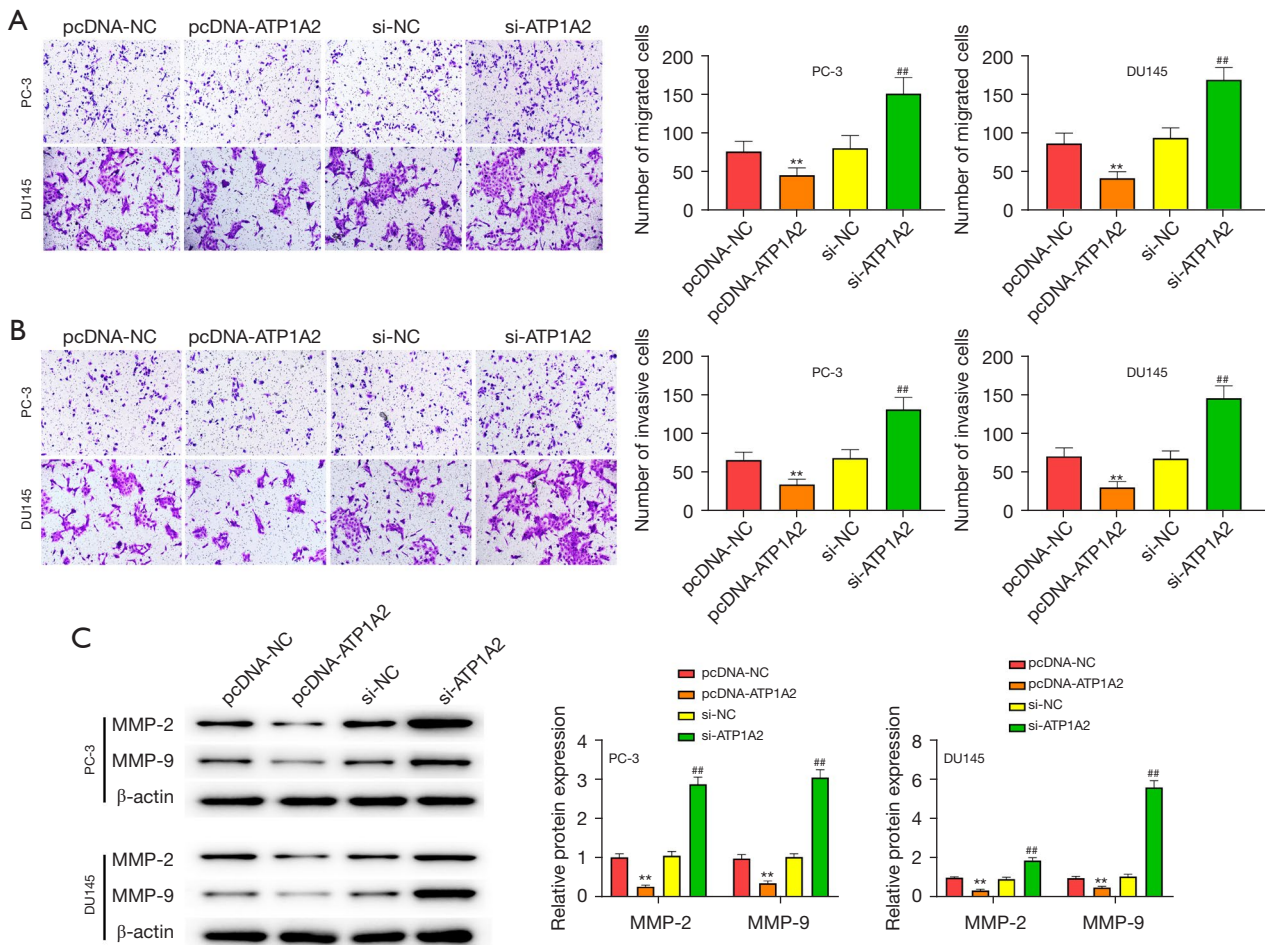 A
pcDNA-NC pcDNA-ATP1A2 si-NC si-ATP1A2
PC-3
DU145
Number of migrated cells
200
150
100
50
0
PC-3
**
##
pcDNA-NC
pcDNA-ATP1A2
si-NC
si-ATP1A2
Number of migrated cells
200
150
100
50
0
DU145
**
##
pcDNA-NC
pcDNA-ATP1A2
si-NC
si-ATP1A2
B
pcDNA-NC pcDNA-ATP1A2 si-NC si-ATP1A2
PC-3
DU145
Number of invasive cells
200
150
100
50
0
PC-3
**
##
pcDNA-NC
pcDNA-ATP1A2
si-NC
si-ATP1A2
Number of invasive cells
200
150
100
50
0
DU145
**
##
pcDNA-NC
pcDNA-ATP1A2
si-NC
si-ATP1A2
C
pcDNA-NC
pcDNA-ATP1A2
si-NC
si-ATP1A2
PC-3
MMP-2
MMP-9
β-actin
DU145
MMP-2
MMP-9
β-actin
pcDNA-NC
pcDNA-ATP1A2
si-NC
si-ATP1A2
Relative protein expression
4
3
2
1
0
PC-3
**
##
**
##
MMP-2 MMP-9
pcDNA-NC
pcDNA-ATP1A2
si-NC
si-ATP1A2
Relative protein expression
8
6
4
2
0
DU145
**
##
**
##
MMP-2 MMP-9